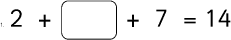 2 + □ + 7 = 14